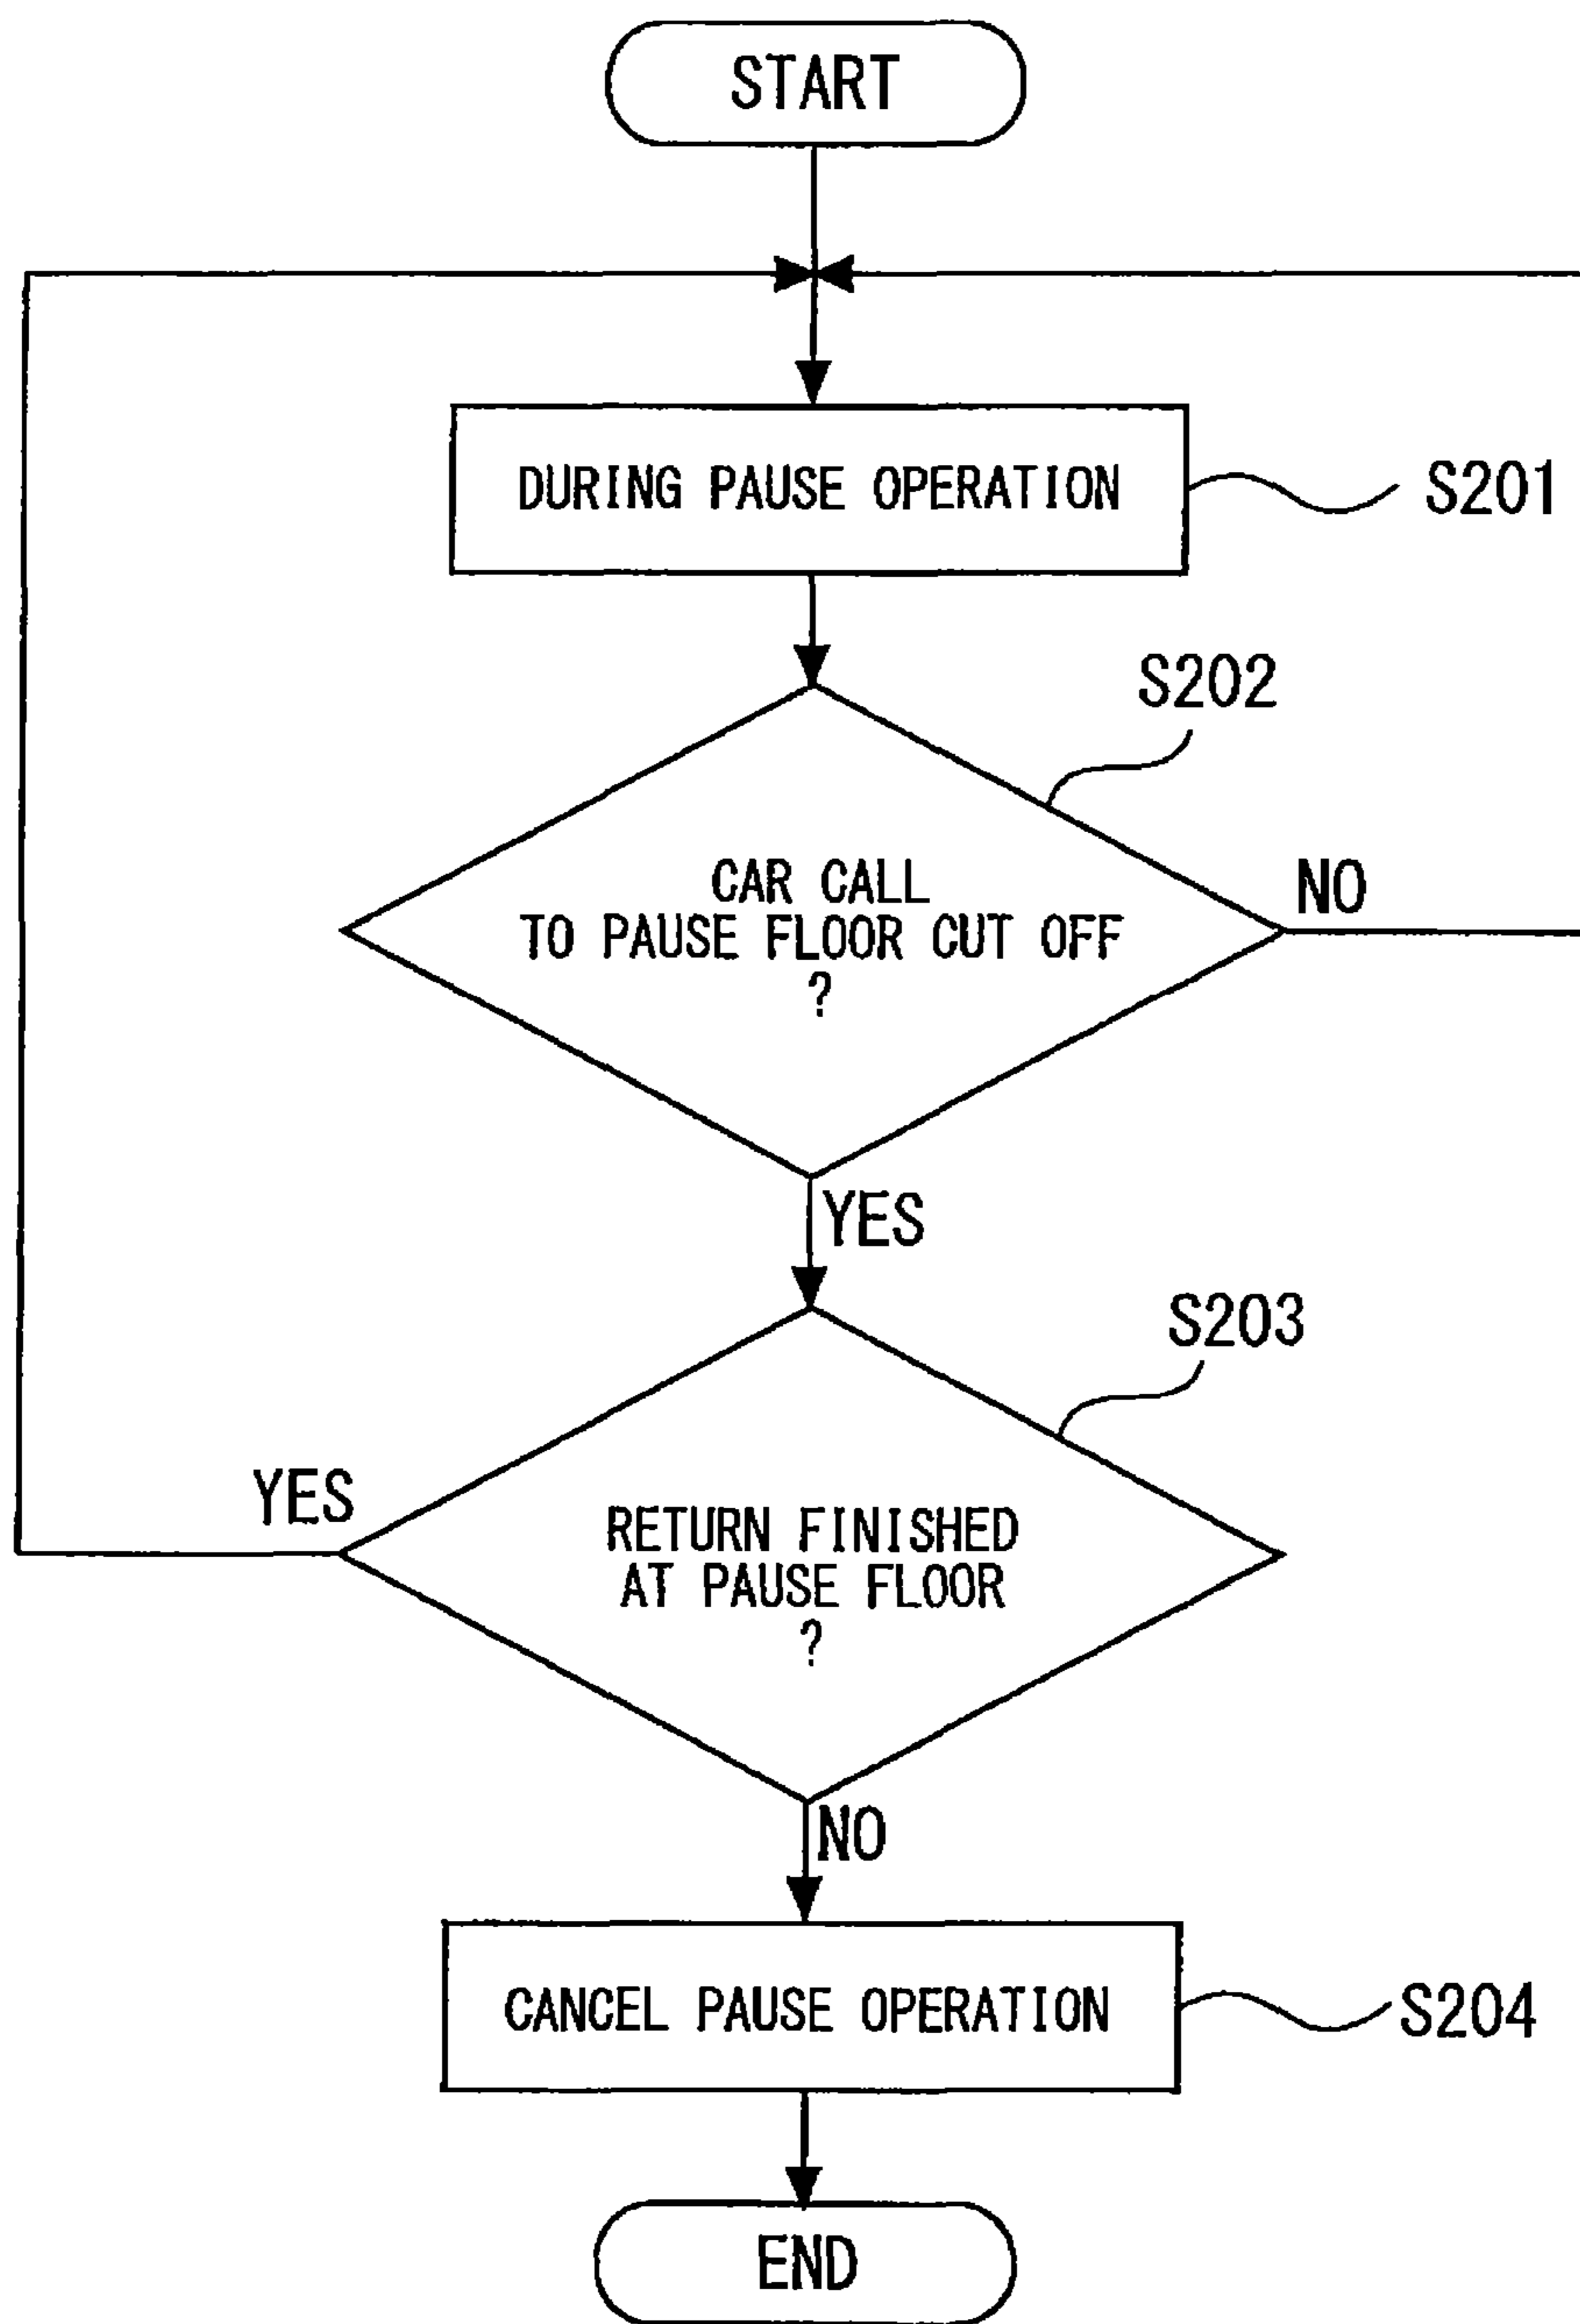 START
DURING PAUSE OPERATION
S201
S202
CAR CALL
TO PAUSE FLOOR CUT OFF
?
NO
YES
S203
YES
RETURN FINISHED
AT PAUSE FLOOR
?
NO
CANCEL PAUSE OPERATION
S204
END